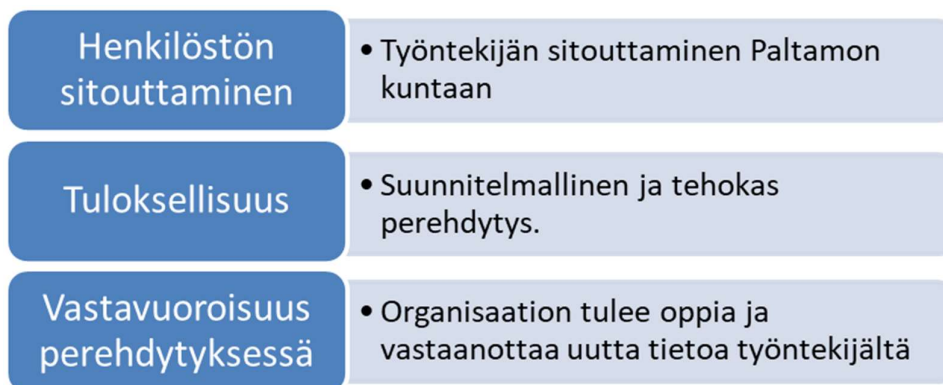 Henkilöstön
sitouttaminen
• Työntekijän sitouttaminen Paltamon
kuntaan
Tuloksellisuus
• Suunnitelmallinen ja tehokas
perehdytys.
Vastavuoroisuus
perehdytyksessä
• Organisaation tulee oppia ja
vastaanottaa uutta tietoa työntekijältä